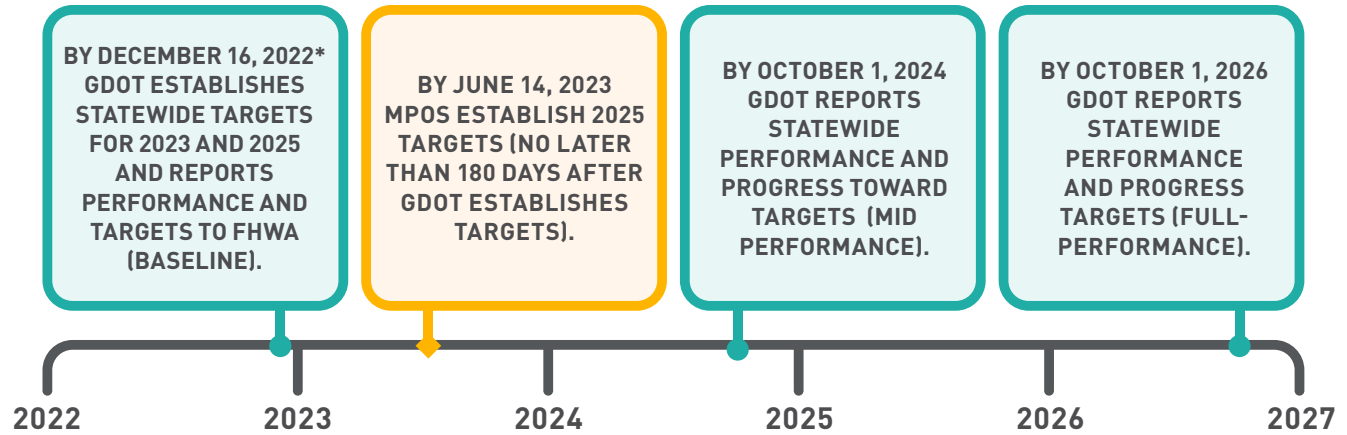 BY DECEMBER 16, 2022*
GDOT ESTABLISHES
STATEWIDE TARGETS
FOR 2023 AND 2025
AND REPORTS
PERFORMANCE AND
TARGETS TO FHWA
(BASELINE).
BY JUNE 14, 2023
MPOS ESTABLISH 2025
TARGETS (NO LATER
THAN 180 DAYS AFTER
GDOT ESTABLISHES
TARGETS).
BY OCTOBER 1, 2024
GDOT REPORTS
STATEWIDE
PERFORMANCE AND
PROGRESS TOWARD
TARGETS (MID
PERFORMANCE).
BY OCTOBER 1, 2026
GDOT REPORTS
STATEWIDE
PERFORMANCE
AND PROGRESS
TARGETS (FULL-
PERFORMANCE).
2022 2023 2024 2025 2026 2027